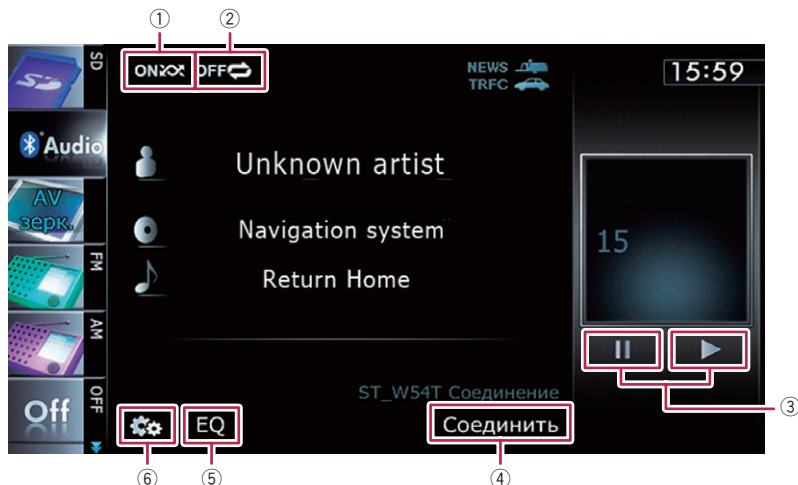 ① ②
SD
ON OFF
NEWS
TRFC
15:59
Audio
Unknown artist
AV
зерк.
Navigation system
15
FM
Return Home
AM
ST_W54T Соединение
Off
OFF
EQ
Соединить
③
⑥ ⑤ ④